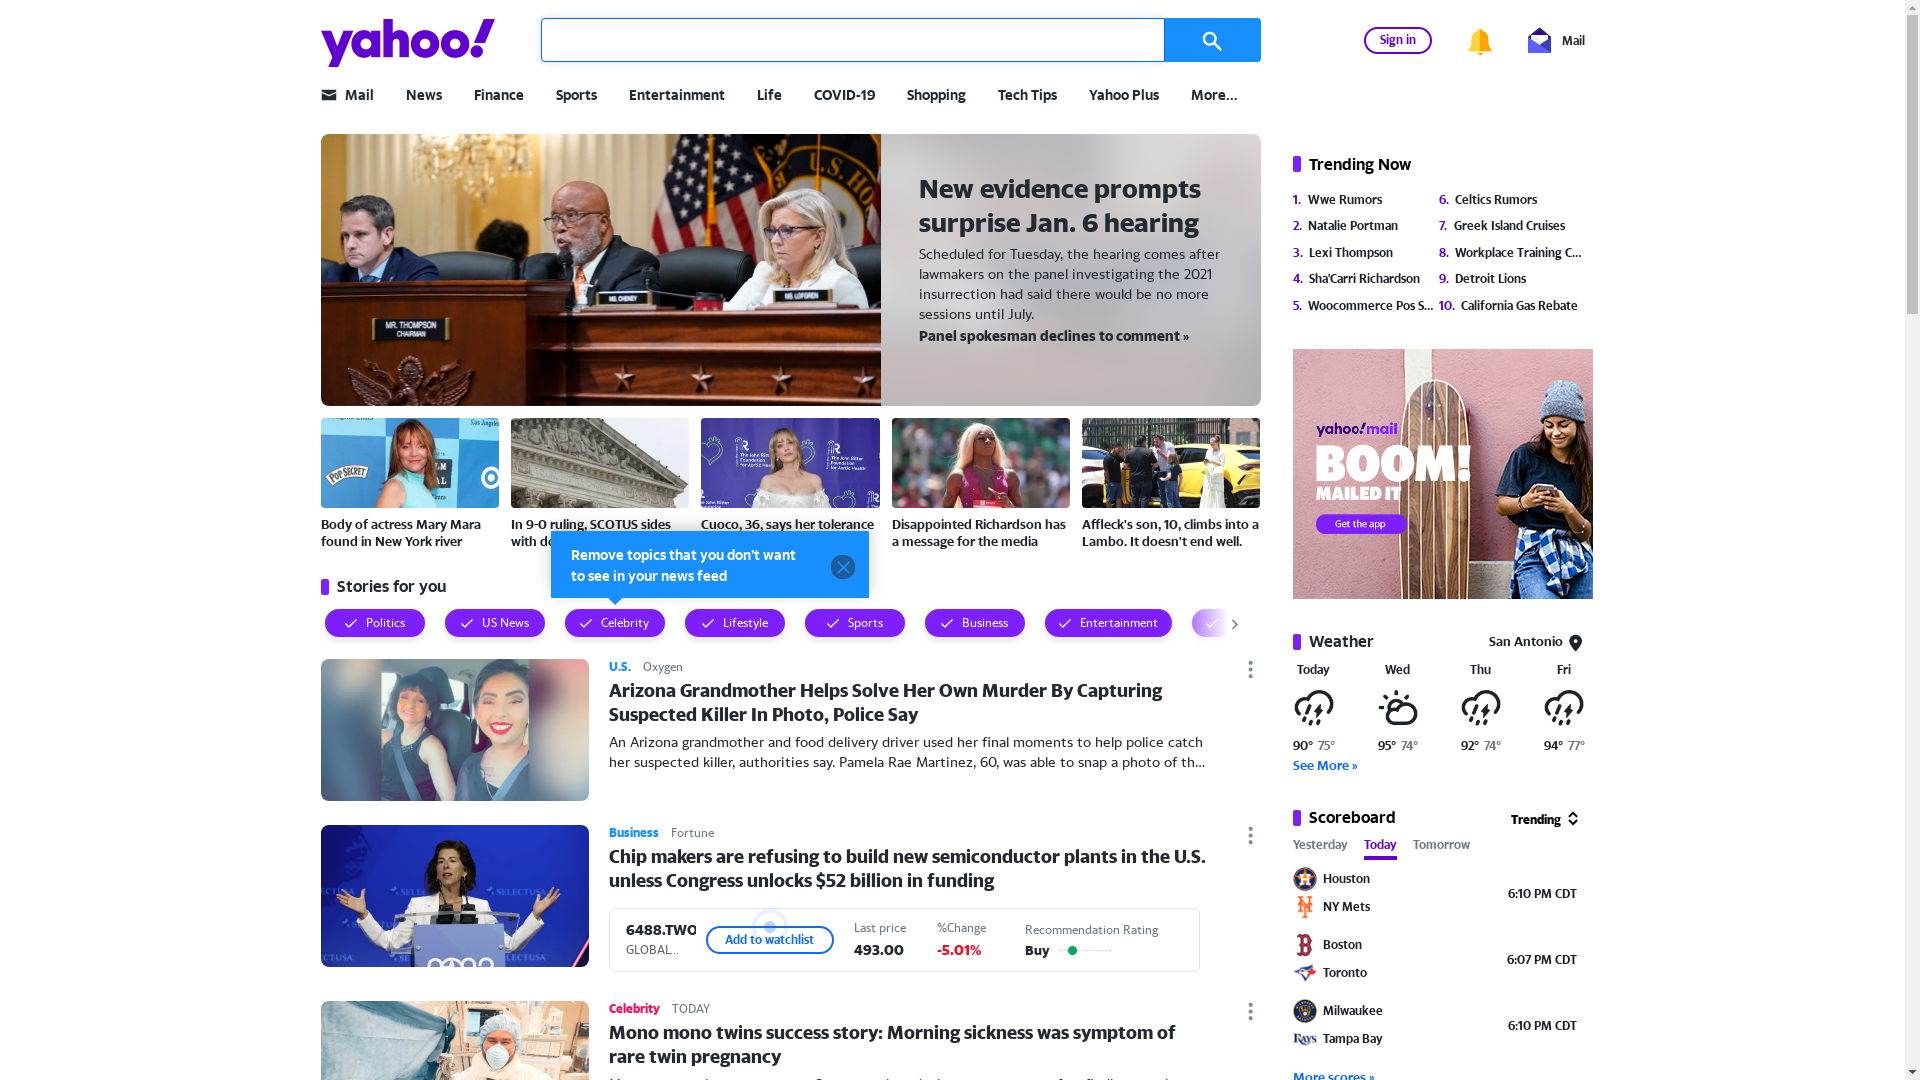 yahoo!
Sign in
Mail
Mail
News
Finance
Sports
Entertainment
Life
COVID-19
Shopping
Tech Tips
Yahoo Plus
More...
MR. THOMPSON
CHAIRMAN
MS. CHENEY
MS. LOFGREN
New evidence prompts
surprise Jan. 6 hearing
Scheduled for Tuesday, the hearing comes after
lawmakers on the panel investigating the 2021
insurrection had said there would be no more
sessions until July.
Panel spokesman declines to comment »
POP SECRET
Body of actress Mary Mara
found in New York river
In 9-0 ruling, SCOTUS sides
Cuoco, 36, says her tolerance
Disappointed Richardson has
a message for the media
Affleck's son, 10, climbs into a
Lambo. It doesn't end well.
Remove topics that you don't want
to see in your news feed
Stories for you
Politics
US News
Celebrity
Lifestyle
Sports
Business
Entertainment
U.S.
Oxygen
Arizona Grandmother Helps Solve Her Own Murder By Capturing
Suspected Killer In Photo, Police Say
An Arizona grandmother and food delivery driver used her final moments to help police catch
her suspected killer, authorities say. Pamela Rae Martinez, 60, was able to snap a photo of th...
Business
Fortune
Chip makers are refusing to build new semiconductor plants in the U.S.
unless Congress unlocks $52 billion in funding
6488.TWO
GLOBAL...
Add to watchlist
Last price
493.00
%Change
-5.01%
Recommendation Rating
Buy
Celebrity
TODAY
Mono mono twins success story: Morning sickness was symptom of
rare twin pregnancy
Trending Now
1. Wwe Rumors
2. Natalie Portman
3. Lexi Thompson
4. Sha'Carri Richardson
5. Woocommerce Pos S...
6. Celtics Rumors
7. Greek Island Cruises
8. Workplace Training C...
9. Detroit Lions
10. California Gas Rebate
yahoo!mail
BOOM!
MAILED IT
Get the app
Weather
San Antonio
Today
Wed
Thu
Fri
90° 75°
95° 74°
92° 74°
94° 77°
See More »
Scoreboard
Trending
Yesterday
Today
Tomorrow
Houston
NY Mets
6:10 PM CDT
Boston
Toronto
6:07 PM CDT
Milwaukee
Tampa Bay
6:10 PM CDT
More scores »